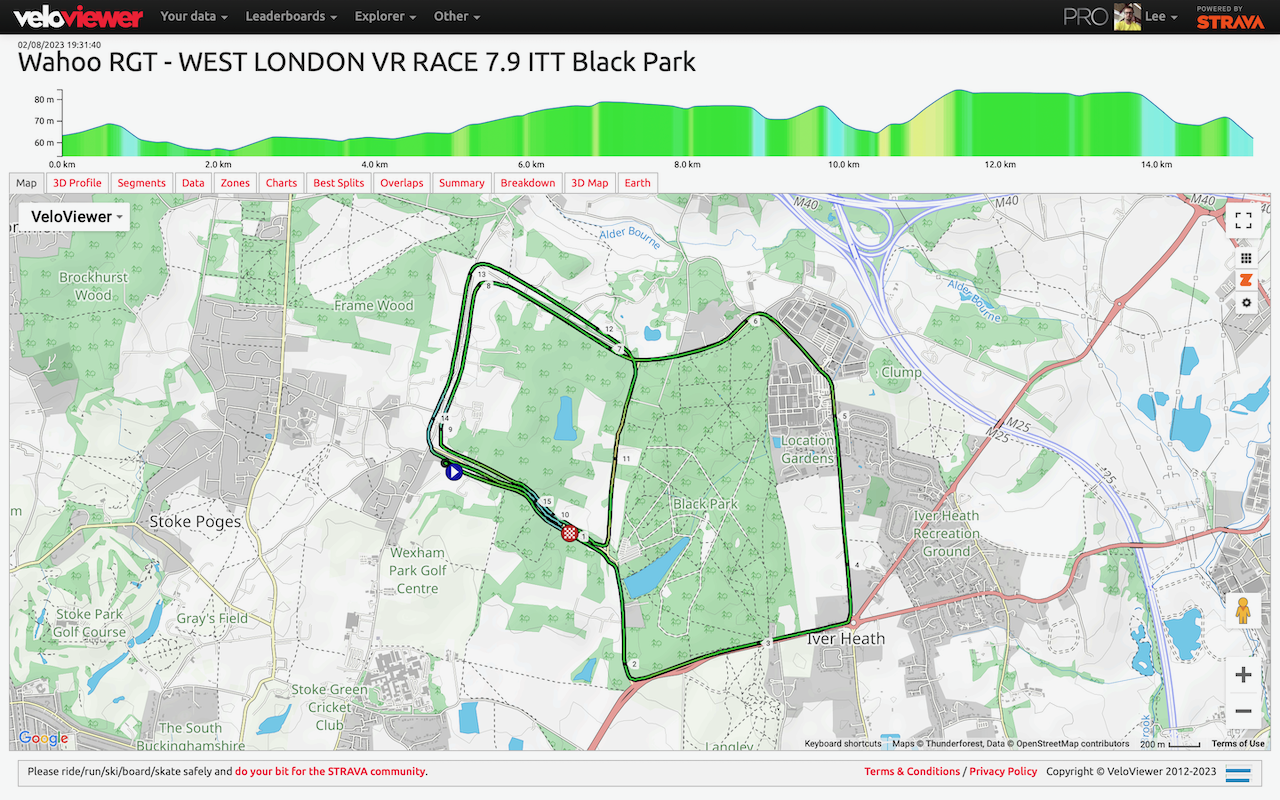 veloviewer
Your data
Leaderboards
Explorer
Other
PRO
Lee
POWERED BY
STRAVA
02/08/2023 19:31:40
Wahoo RGT - WEST LONDON VR RACE 7.9 ITT Black Park
80 m
70 m
60 m
0.0 km
2.0 km
4.0 km
6.0 km
8.0 km
10.0 km
12.0 km
14.0 km
Map
3D Profile
Segments
Data
Zones
Charts
Best Splits
Overlaps
Summary
Breakdown
3D Map
Earth
VeloViewer
M40
M40
M40
M40
Alder Bourne
Brockhurst
Wood
Frame Wood
Alder Bourne
13
8
12
7
6
Clump
14
9
5
M25
M25
Location
Gardens
11
Black Park
15
10
1
Stoke Poges
Iver Heath
Recreation
Ground
Wexham
Park Golf
Centre
4
Stoke Park
Golf Course
Gray's Field
Iver Heath
3
2
Stoke Green
Cricket
Club
The South
Buckinghamshire
Langley
Google
Keyboard shortcuts
Maps © Thunderforest, Data © OpenStreetMap contributors
200 m
Terms of Use
Please ride/run/ski/board/skate safely and do your bit for the STRAVA community.
Terms & Conditions / Privacy Policy
Copyright © VeloViewer 2012-2023